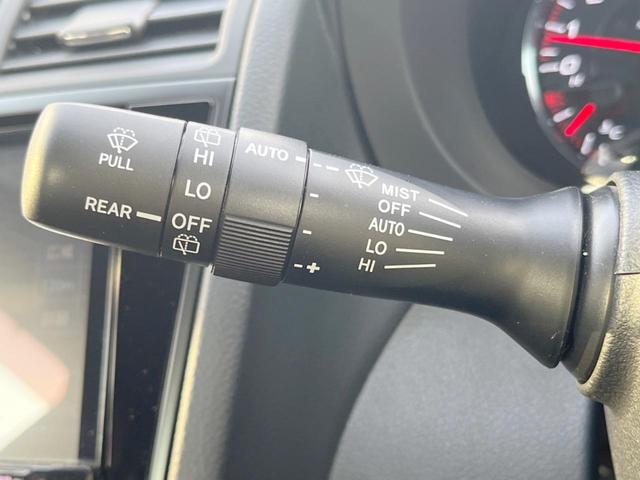 PULL
REAR
HI
LO
OFF
AUTO
- +
MIST
OFF
AUTO
LO
HI